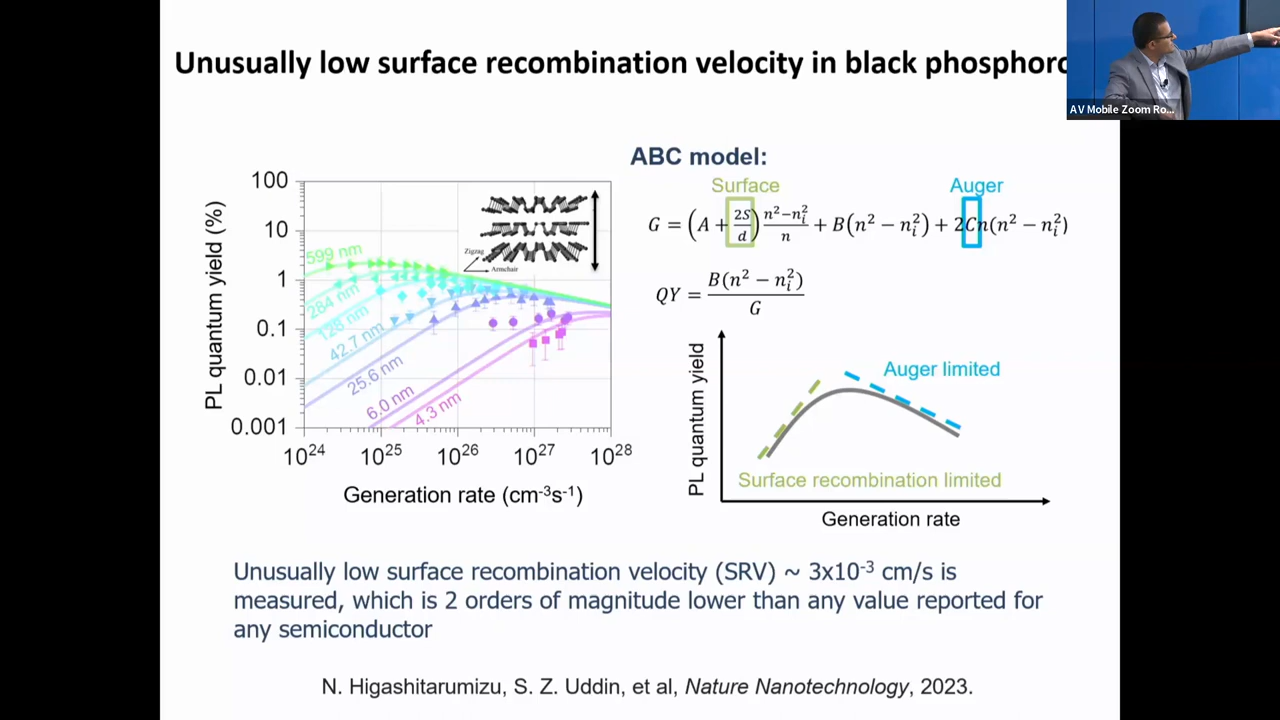 Unusually low surface recombination velocity in black phosphoro
AV Mobile Zoom Ro...
ABC model:
Surface
Auger
G = (A + 2S/d) (n²−nᵢ²)/n + B(n² − nᵢ²) + 2Cn(n² − nᵢ²)
QY = B(n² − nᵢ²)/G
PL quantum yield (%)
100
10
1
0.1
0.01
0.001
599 nm
284 nm
128 nm
42.7 nm
25.6 nm
6.0 nm
4.3 nm
Zigzag
Armchair
10²⁴
10²⁵
10²⁶
10²⁷
10²⁸
Generation rate (cm⁻³s⁻¹)
PL quantum yield
Auger limited
Surface recombination limited
Generation rate
Unusually low surface recombination velocity (SRV) ~ 3x10⁻³ cm/s is
measured, which is 2 orders of magnitude lower than any value reported for
any semiconductor
N. Higashitarumizu, S. Z. Uddin, et al, Nature Nanotechnology, 2023.